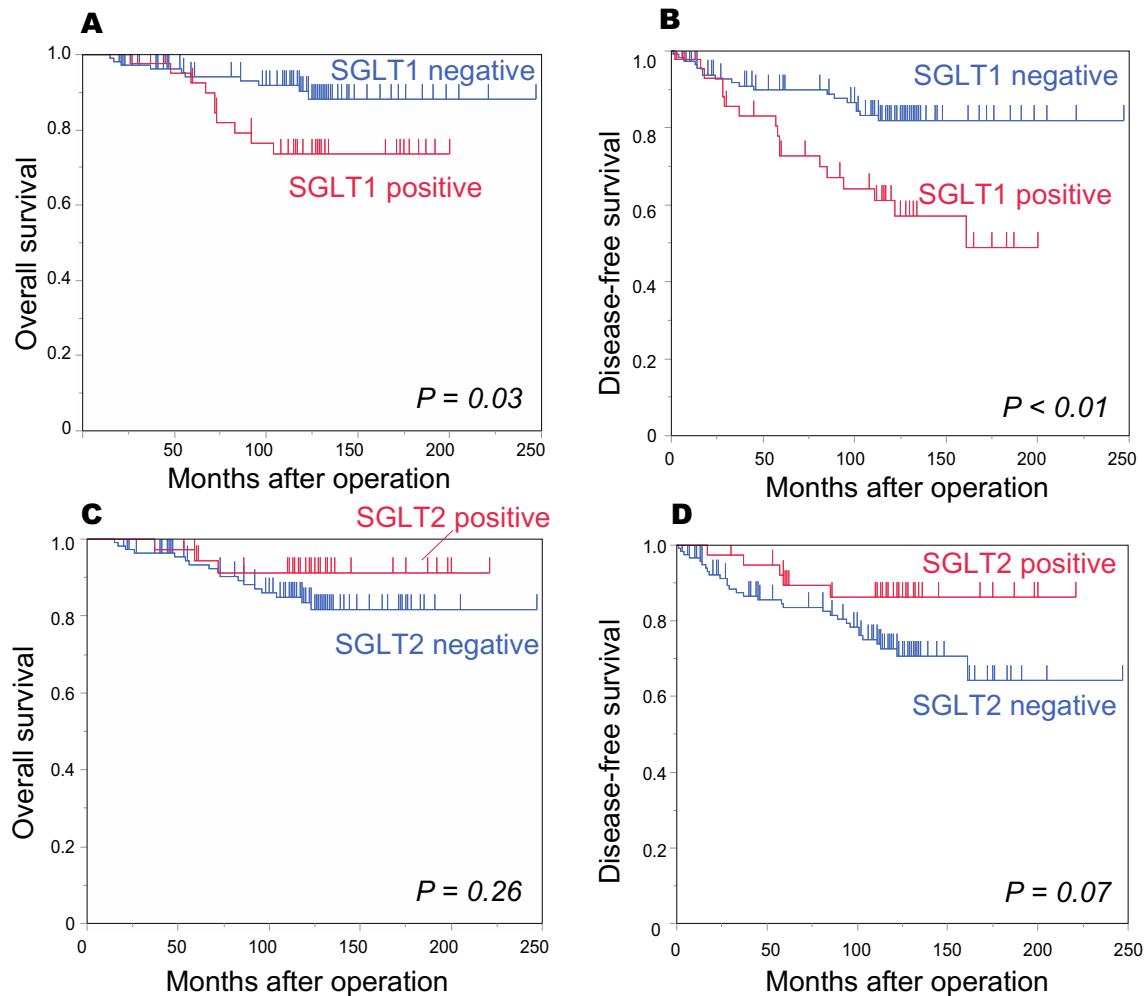 A
1.0
0.8
0.6
0.4
0.2
0
Overall survival
SGLT1 negative
SGLT1 positive
P = 0.03
50 100 150 200 250
Months after operation
B
1.0
0.8
0.6
0.4
0.2
0
Disease-free survival
SGLT1 negative
SGLT1 positive
P < 0.01
0 50 100 150 200 250
Months after operation
C
1.0
0.8
0.6
0.4
0.2
0
Overall survival
SGLT2 positive
SGLT2 negative
P = 0.26
0 50 100 150 200 250
Months after operation
D
1.0
0.8
0.6
0.4
0.2
0
Disease-free survival
SGLT2 positive
SGLT2 negative
P = 0.07
0 50 100 150 200 250
Months after operation